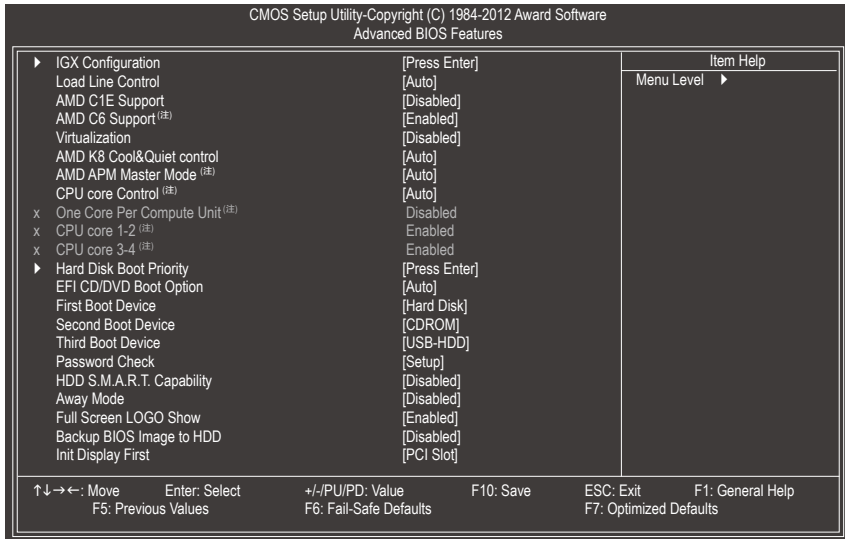 CMOS Setup Utility-Copyright (C) 1984-2012 Award Software
Advanced BIOS Features
▶ IGX Configuration [Press Enter]
Item Help
Load Line Control [Auto]
Menu Level ▶
AMD C1E Support [Disabled]
AMD C6 Support (注) [Enabled]
Virtualization [Disabled]
AMD K8 Cool&Quiet control [Auto]
AMD APM Master Mode (注) [Auto]
CPU core Control (注) [Auto]
x One Core Per Compute Unit (注) Disabled
x CPU core 1-2 (注) Enabled
x CPU core 3-4 (注) Enabled
▶ Hard Disk Boot Priority [Press Enter]
EFI CD/DVD Boot Option [Auto]
First Boot Device [Hard Disk]
Second Boot Device [CDROM]
Third Boot Device [USB-HDD]
Password Check [Setup]
HDD S.M.A.R.T. Capability [Disabled]
Away Mode [Disabled]
Full Screen LOGO Show [Enabled]
Backup BIOS Image to HDD [Disabled]
Init Display First [PCI Slot]
↑↓→←: Move Enter: Select +/-/PU/PD: Value F10: Save ESC: Exit F1: General Help
F5: Previous Values F6: Fail-Safe Defaults F7: Optimized Defaults